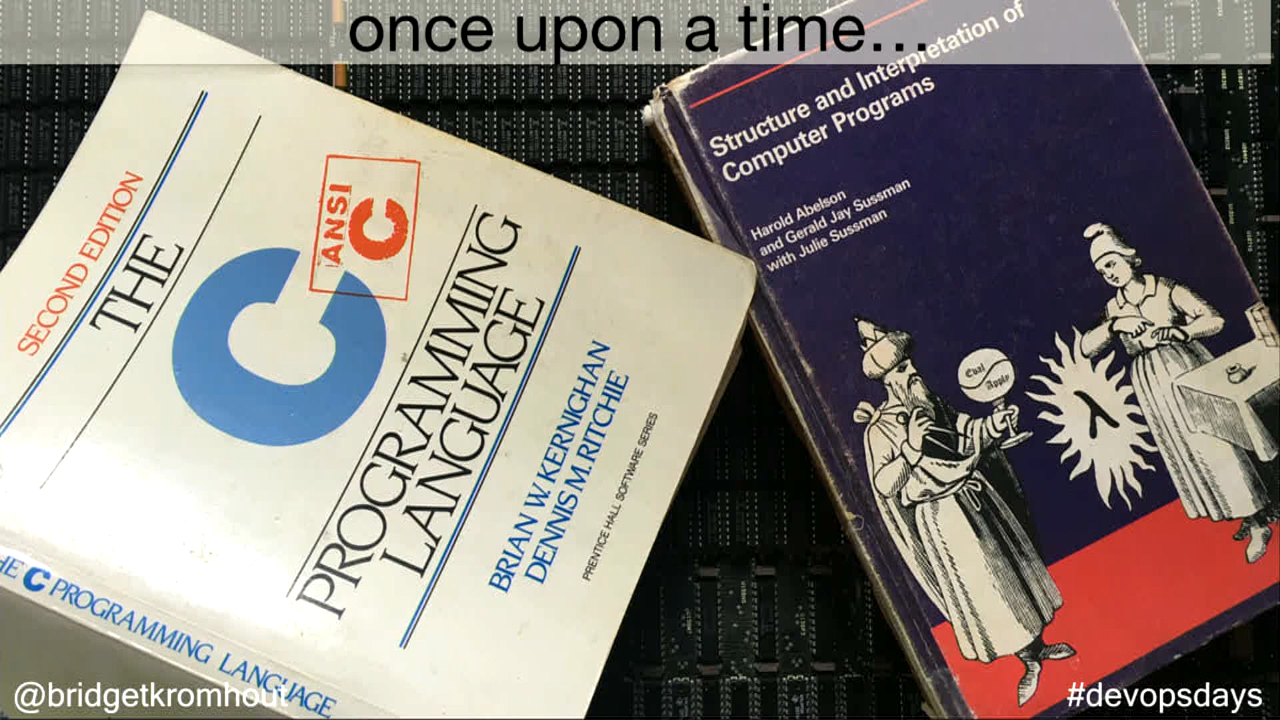 once upon a time...
SECOND EDITION
THE
C
ANSI
C
PROGRAMMING
LANGUAGE
BRIAN W KERNIGHAN
DENNIS M. RITCHIE
PRENTICE HALL SOFTWARE SERIES
HE C PROGRAMMING LANGUAGE
Structure and Interpretation of
Computer Programs
Harold Abelson
and Gerald Jay Sussman
with Julie Sussman
Eval
Apply
λ
@bridgetkromhout
#devopsdays